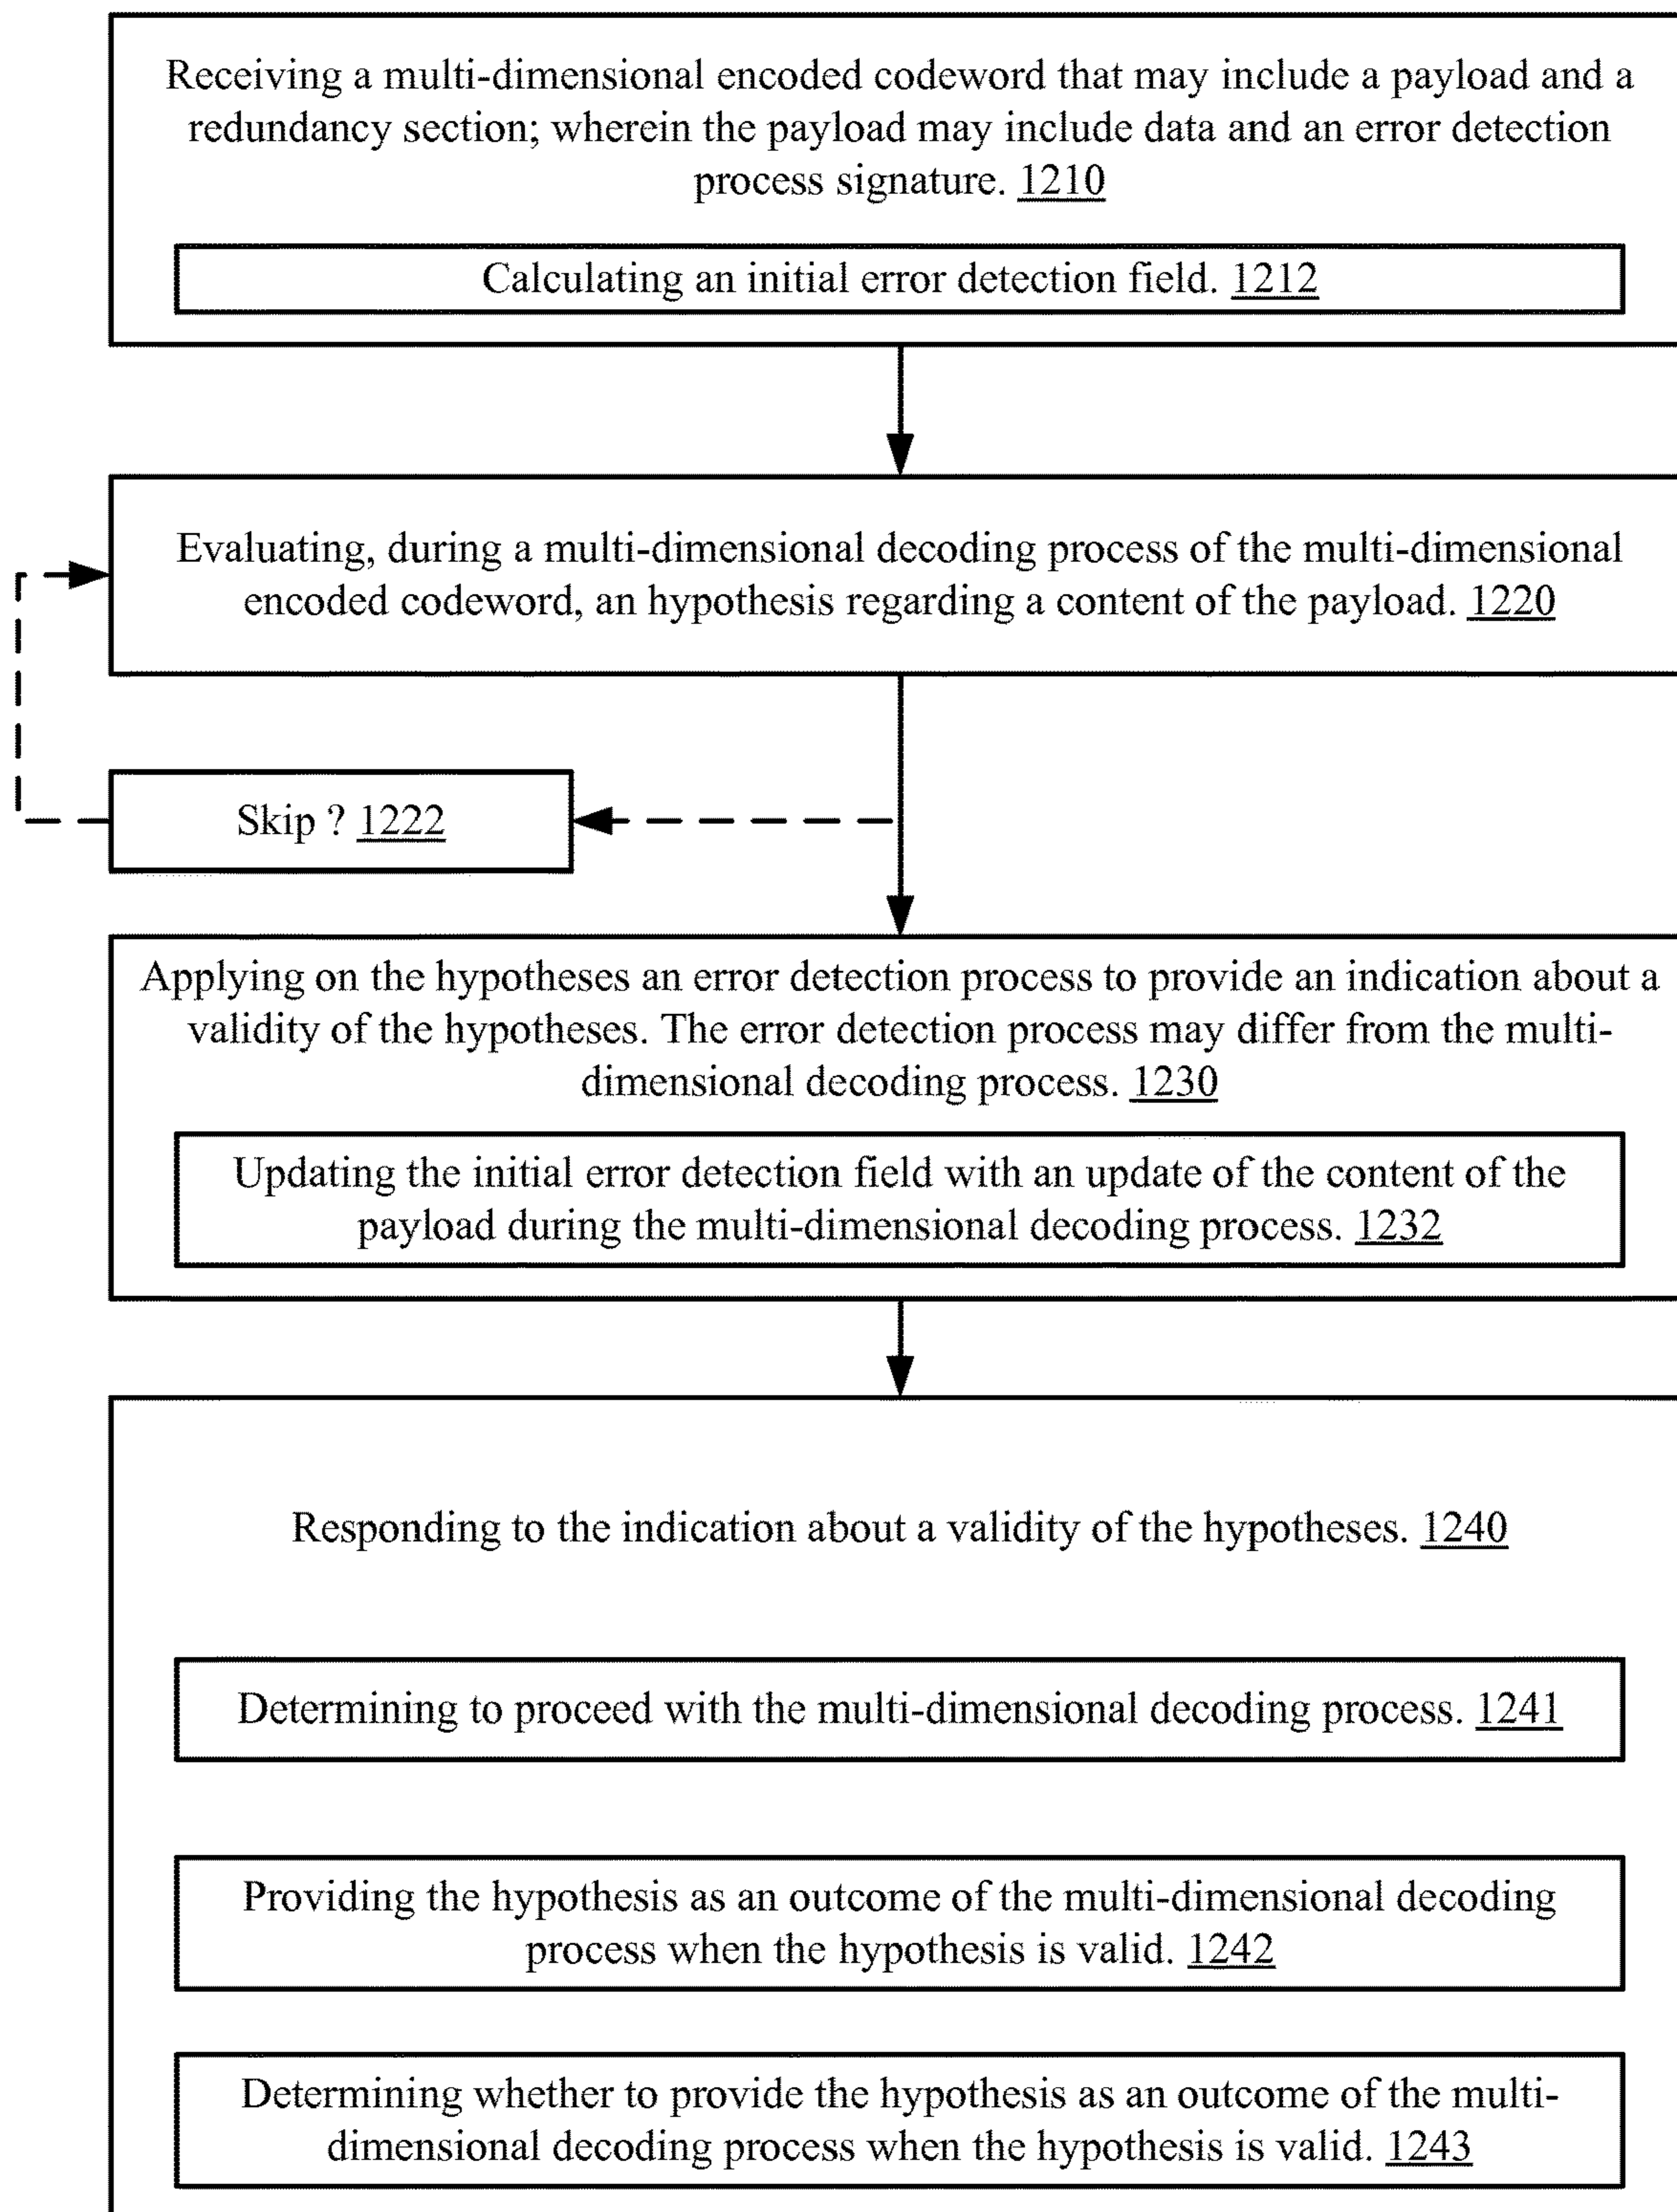 Receiving a multi-dimensional encoded codeword that may include a payload and a
redundancy section; wherein the payload may include data and an error detection
process signature. 1210
Calculating an initial error detection field. 1212
Evaluating, during a multi-dimensional decoding process of the multi-dimensional
encoded codeword, an hypothesis regarding a content of the payload. 1220
Skip ? 1222
Applying on the hypotheses an error detection process to provide an indication about a
validity of the hypotheses. The error detection process may differ from the multi-
dimensional decoding process. 1230
Updating the initial error detection field with an update of the content of the
payload during the multi-dimensional decoding process. 1232
Responding to the indication about a validity of the hypotheses. 1240
Determining to proceed with the multi-dimensional decoding process. 1241
Providing the hypothesis as an outcome of the multi-dimensional decoding
process when the hypothesis is valid. 1242
Determining whether to provide the hypothesis as an outcome of the multi-
dimensional decoding process when the hypothesis is valid. 1243